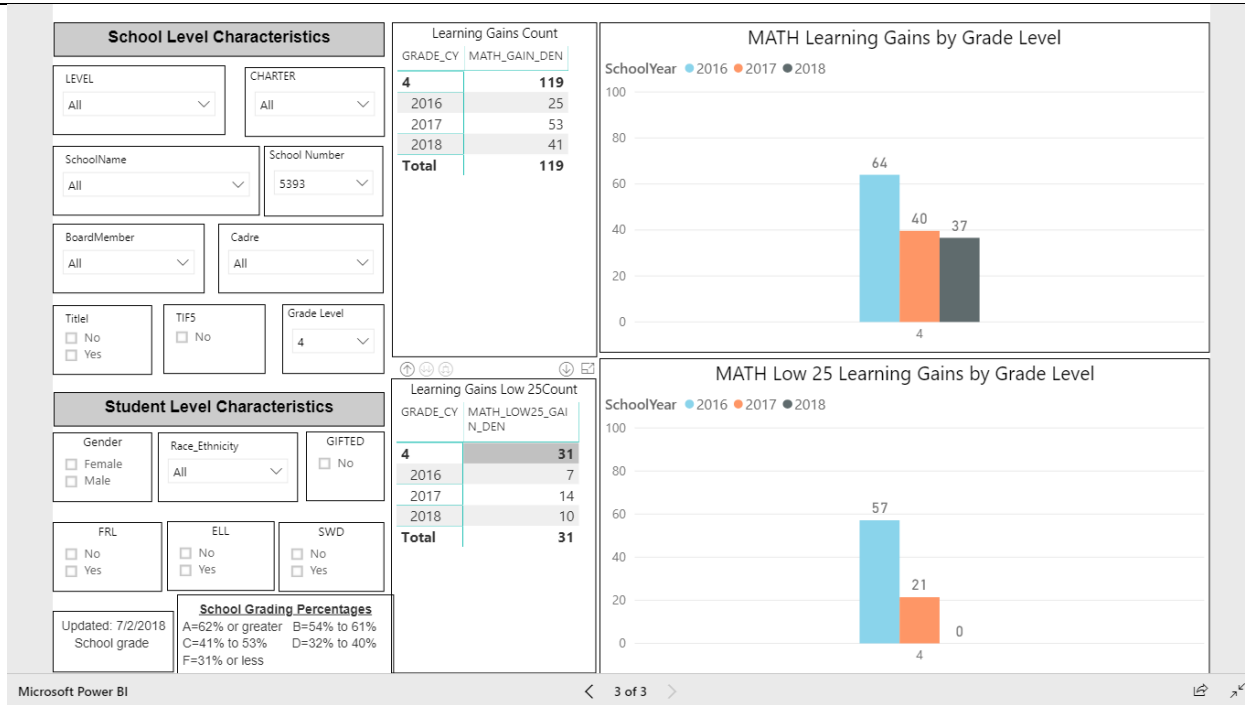 School Level Characteristics
LEVEL
All
CHARTER
All
SchoolName
All
School Number
5393
BoardMember
All
Cadre
All
TitleI
No
Yes
TIF5
No
Grade Level
4
Student Level Characteristics
Gender
Female
Male
Race_Ethnicity
All
GIFTED
No
FRL
No
Yes
ELL
No
Yes
SWD
No
Yes
Updated: 7/2/2018
School grade
School Grading Percentages
A=62% or greater B=54% to 61%
C=41% to 53% D=32% to 40%
F=31% or less
Learning Gains Count
GRADE_CY MATH_GAIN_DEN
4 119
2016 25
2017 53
2018 41
Total 119
Learning Gains Low 25Count
GRADE_CY MATH_LOW25_GAI
N_DEN
4 31
2016 7
2017 14
2018 10
Total 31
MATH Learning Gains by Grade Level
SchoolYear 2016 2017 2018
100
80
60
40
20
0
64
40
37
4
MATH Low 25 Learning Gains by Grade Level
SchoolYear 2016 2017 2018
100
80
60
40
20
0
57
21
0
4
Microsoft Power BI
3 of 3